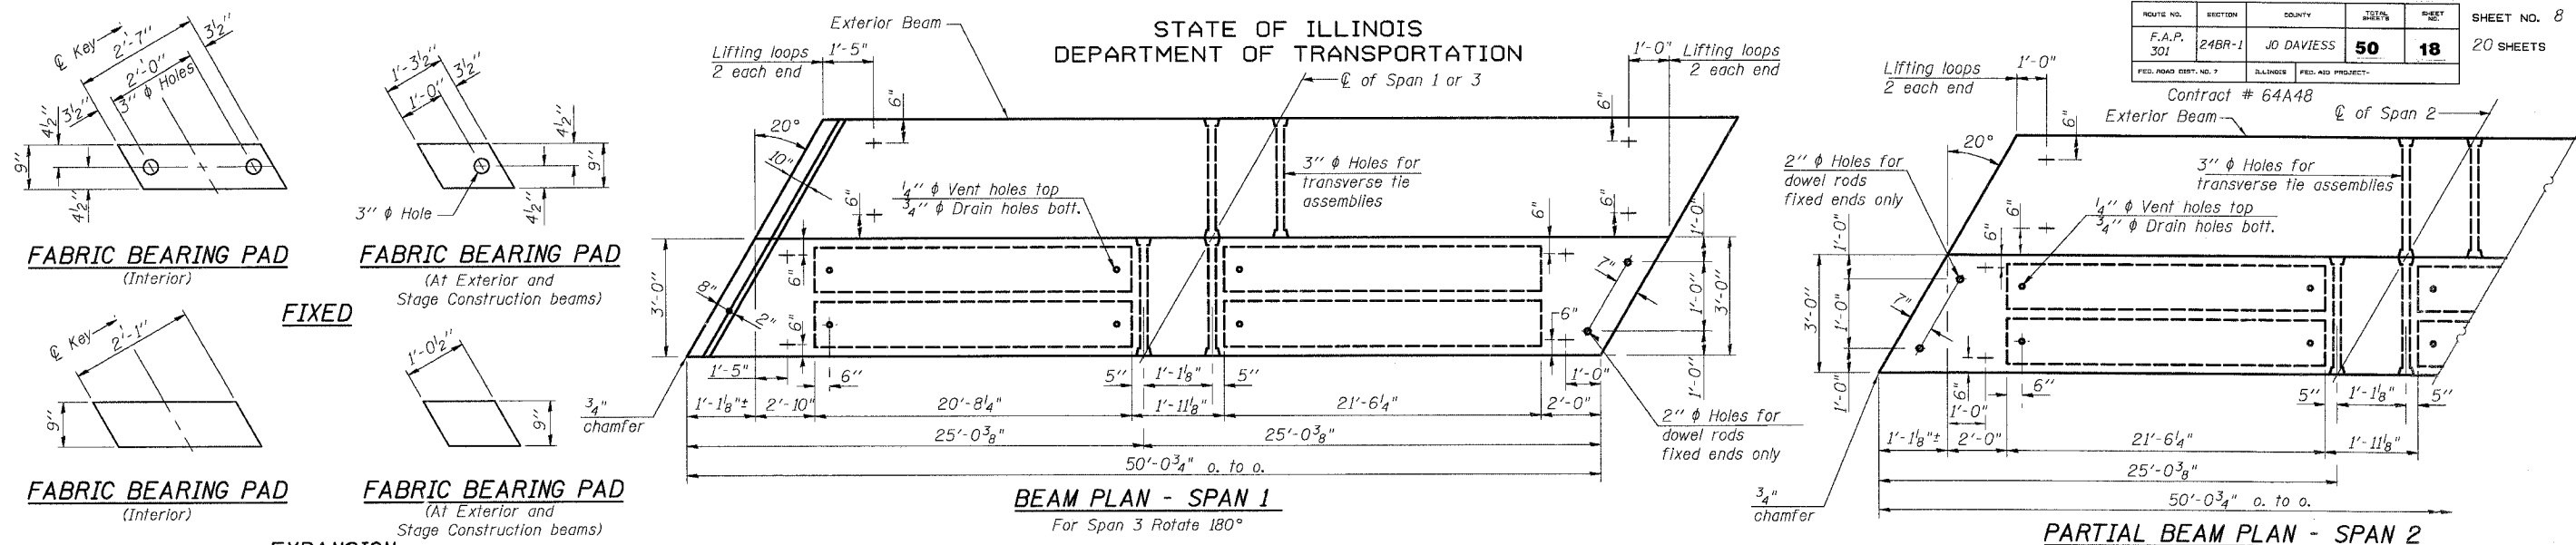 STATE OF ILLINOIS
DEPARTMENT OF TRANSPORTATION
ROUTE NO. SECTION COUNTY TOTAL SHEETS SHEET NO.
F.A.P. 301 24BR-1 JO DAVIESS 50 18
FED. ROAD DIST. NO. 7 ILLINOIS FED. AID PROJECT-
SHEET NO. 8
20 SHEETS
Contract # 64A48
℄ Key
2'-7"
3½"
2'-0"
3" ϕ Holes
3½"
4½"
9"
4½"
FABRIC BEARING PAD
(Interior)
1'-3½"
3½"
1'-0"
4½"
9"
4½"
3" ϕ Hole
FABRIC BEARING PAD
(At Exterior and
Stage Construction beams)
FIXED
℄ Key
2'-1"
9"
FABRIC BEARING PAD
(Interior)
1'-0½"
9"
FABRIC BEARING PAD
(At Exterior and
Stage Construction beams)
EXPANSION
Exterior Beam
Lifting loops
2 each end
1'-5"
℄ of Span 1 or 3
1'-0"
Lifting loops
2 each end
20°
10"
6"
6"
6"
6"
¼" ϕ Vent holes top
¾" ϕ Drain holes bott.
3" ϕ Holes for
transverse tie
assemblies
3'-0"
8"
2"
6"
6"
6"
6"
7"
1'-0"
1'-0"
1'-0"
3'-0"
1'-5"
6"
5"
1'-1⅛"
5"
1'-0"
¾"
chamfer
1'-1⅛"±
2'-10"
20'-8¼"
1'-11⅛"
21'-6¼"
2'-0"
25'-0⅜"
25'-0⅜"
50'-0¾" o. to o.
2" ϕ Holes for
dowel rods
fixed ends only
BEAM PLAN - SPAN 1
For Span 3 Rotate 180°
Lifting loops
2 each end
1'-0"
Exterior Beam
℄ of Span 2
20°
6"
6"
2" ϕ Holes for
dowel rods
fixed ends only
3" ϕ Holes for
transverse tie assemblies
¼" ϕ Vent holes top
¾" ϕ Drain holes bott.
6"
3'-0"
1'-0"
1'-0"
1'-0"
7"
6"
1'-0"
6"
5"
1'-1⅛"
5"
1'-1⅛"±
2'-0"
21'-6¼"
1'-11⅛"
25'-0⅜"
50'-0¾" o. to o.
¾"
chamfer
PARTIAL BEAM PLAN - SPAN 2